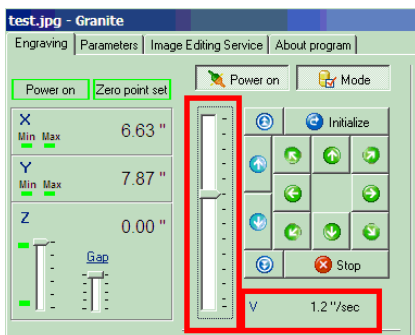 test.jpg - Granite
Engraving Parameters Image Editing Service About program
Power on Zero point set Power on Mode
X
Min Max 6.63 "
Y
Min Max 7.87 "
Z 0.00 "
Gap
Initialize
Stop
V 1.2 "/sec